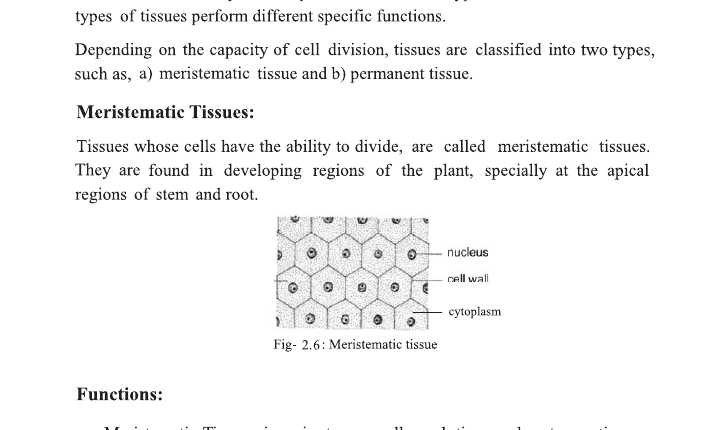 types of tissues perform different specific functions.
Depending on the capacity of cell division, tissues are classified into two types,
such as, a) meristematic tissue and b) permanent tissue.
Meristematic Tissues:
Tissues whose cells have the ability to divide, are called meristematic tissues.
They are found in developing regions of the plant, specially at the apical
regions of stem and root.
nucleus
cell wall
cytoplasm
Fig- 2.6: Meristematic tissue
Functions: